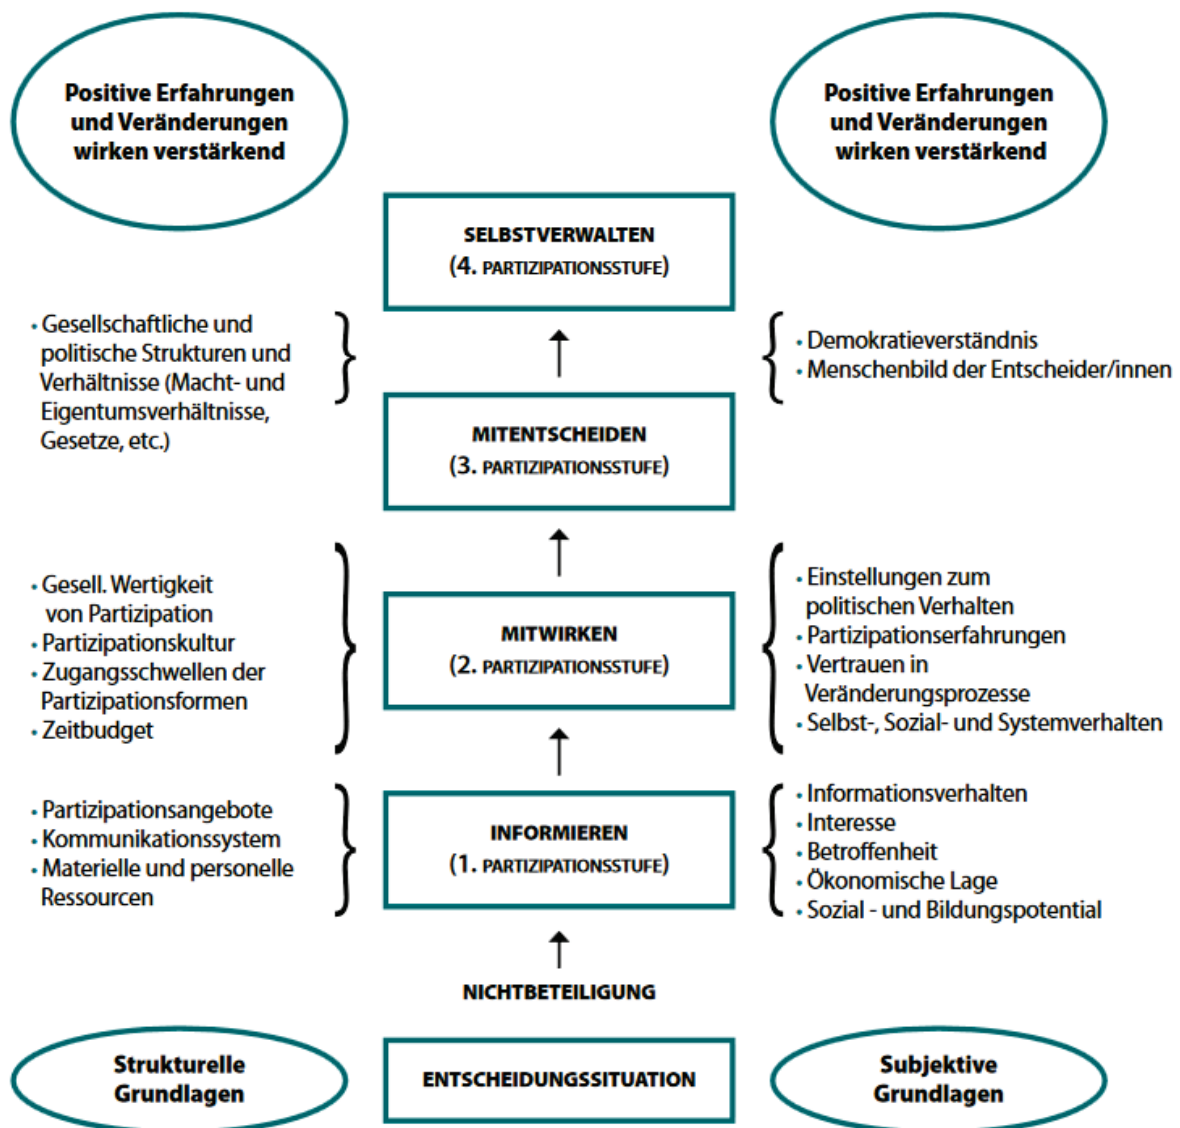 Positive Erfahrungen
und Veränderungen
wirken verstärkend
Positive Erfahrungen
und Veränderungen
wirken verstärkend
SELBSTVERWALTEN
(4. PARTIZIPATIONSSTUFE)
• Gesellschaftliche und
politische Strukturen und
Verhältnisse (Macht- und
Eigentumsverhältnisse,
Gesetze, etc.)
• Demokratieverständnis
• Menschenbild der Entscheider/innen
MITENTSCHEIDEN
(3. PARTIZIPATIONSSTUFE)
• Gesell. Wertigkeit
von Partizipation
• Partizipationskultur
• Zugangsschwellen der
Partizipationsformen
• Zeitbudget
MITWIRKEN
(2. PARTIZIPATIONSSTUFE)
• Einstellungen zum
politischen Verhalten
• Partizipationserfahrungen
• Vertrauen in
Veränderungsprozesse
• Selbst-, Sozial- und Systemverhalten
• Partizipationsangebote
• Kommunikationssystem
• Materielle und personelle
Ressourcen
INFORMIEREN
(1. PARTIZIPATIONSSTUFE)
• Informationsverhalten
• Interesse
• Betroffenheit
• Ökonomische Lage
• Sozial - und Bildungspotential
NICHTBETEILIGUNG
Strukturelle
Grundlagen
ENTSCHEIDUNGSSITUATION
Subjektive
Grundlagen